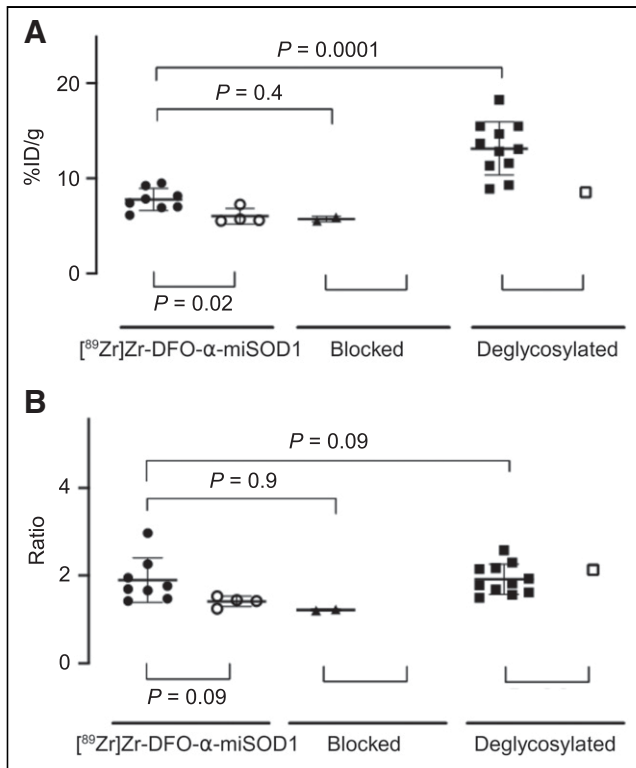 A
P = 0.0001
20
P = 0.4
%ID/g
10
0
P = 0.02
[⁸⁹Zr]Zr-DFO-α-miSOD1 Blocked Deglycosylated
B
P = 0.09
4
P = 0.9
Ratio
2
0
P = 0.09
[⁸⁹Zr]Zr-DFO-α-miSOD1 Blocked Deglycosylated